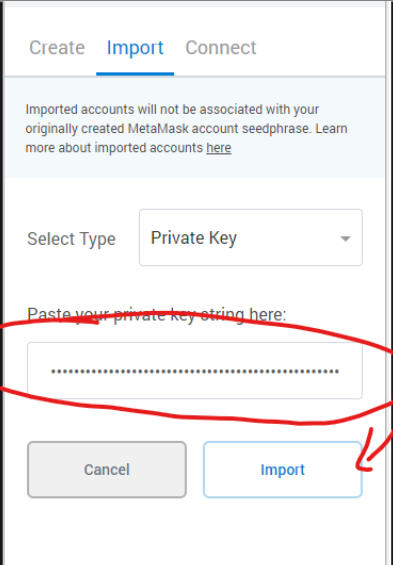 Create Import Connect
Imported accounts will not be associated with your
originally created MetaMask account seedphrase. Learn
more about imported accounts here
Select Type Private Key
Paste your private key string here:
••••••••••••••••••••••••••••••••••••••••••••••••••
Cancel Import